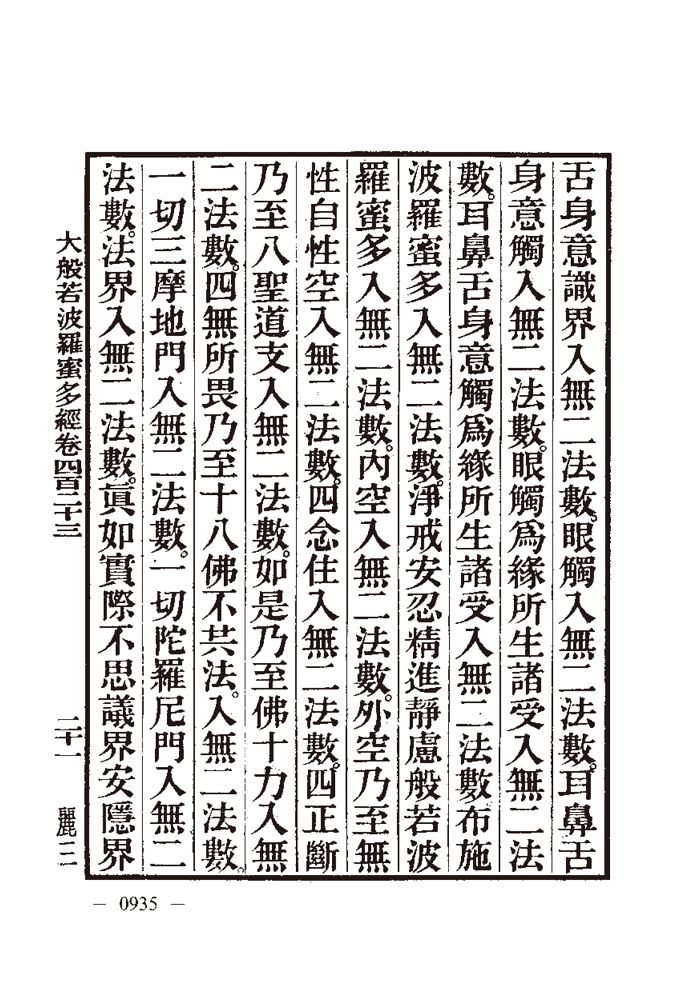 舌身意識界入無二法數。眼觸入無二法數。耳鼻舌
身意觸入無二法數。眼觸爲緣所生諸受入無二法
數。耳鼻舌身意觸爲緣所生諸受入無二法數布施
波羅蜜多入無二法數。淨戒安忍精進靜慮般若波
羅蜜多入無二法數。內空入無二法數。外空乃至無
性自性空入無二法數。四念住入無二法數。四正斷
乃至八聖道支入無二法數。如是乃至佛十力入無
二法數。四無所畏乃至十八佛不共法。入無二法數。
一切三摩地門入無二法數。一切陀羅尼門入無二
法數。法界入無二法數。眞如實際不思議界安隱界
大般若波羅蜜多經卷四百二十三 二十一 麗三
— 0935 —